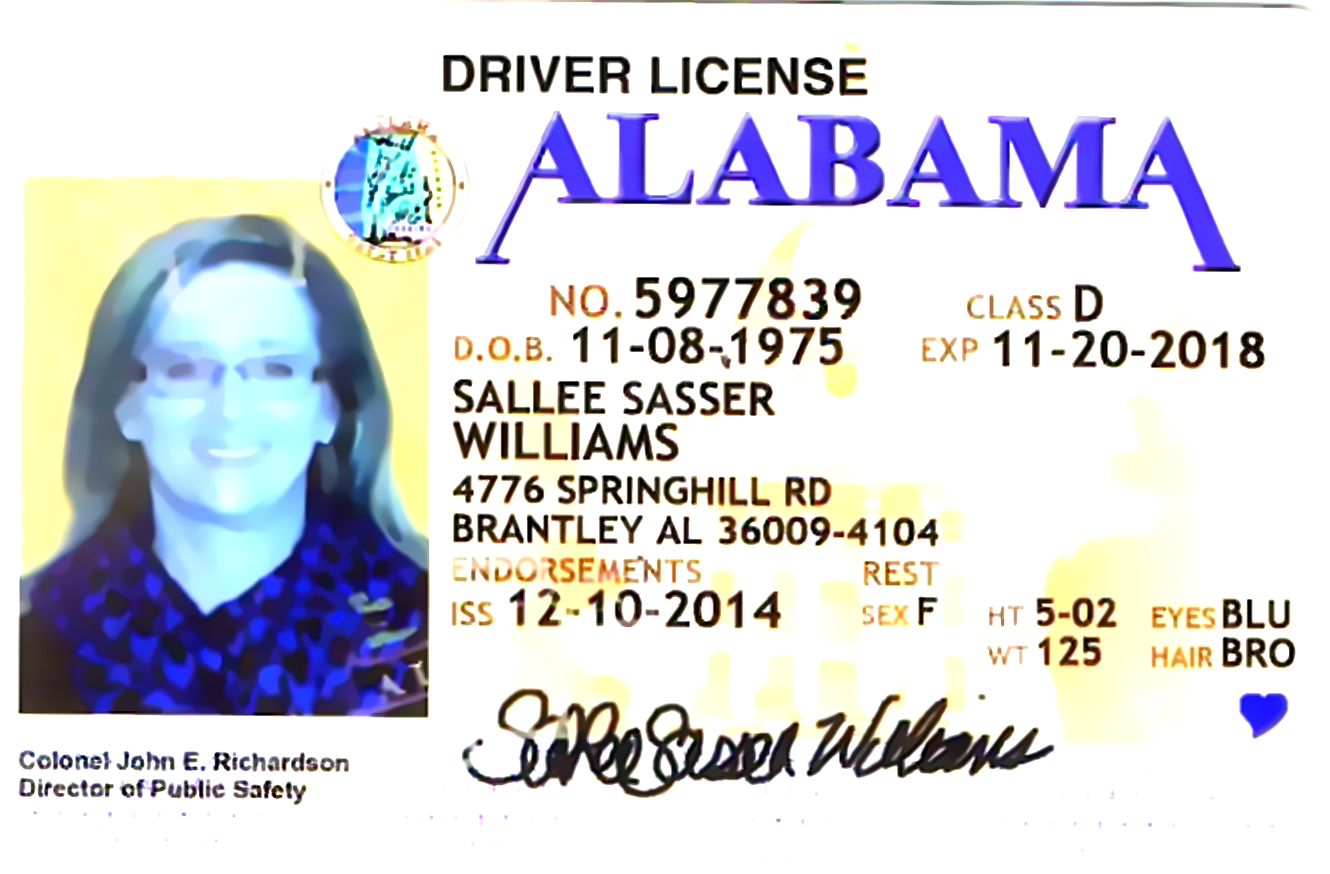 DRIVER LICENSE
ALABAMA
NO. 5977839 CLASS D
D.O.B. 11-08-1975 EXP 11-20-2018
SALLEE SASSER
WILLIAMS
4776 SPRINGHILL RD
BRANTLEY AL 36009-4104
ENDORSEMENTS REST
ISS 12-10-2014 SEX F HT 5-02 EYES BLU
WT 125 HAIR BRO
Sallee Sasser Williams
Colonel John E. Richardson
Director of Public Safety